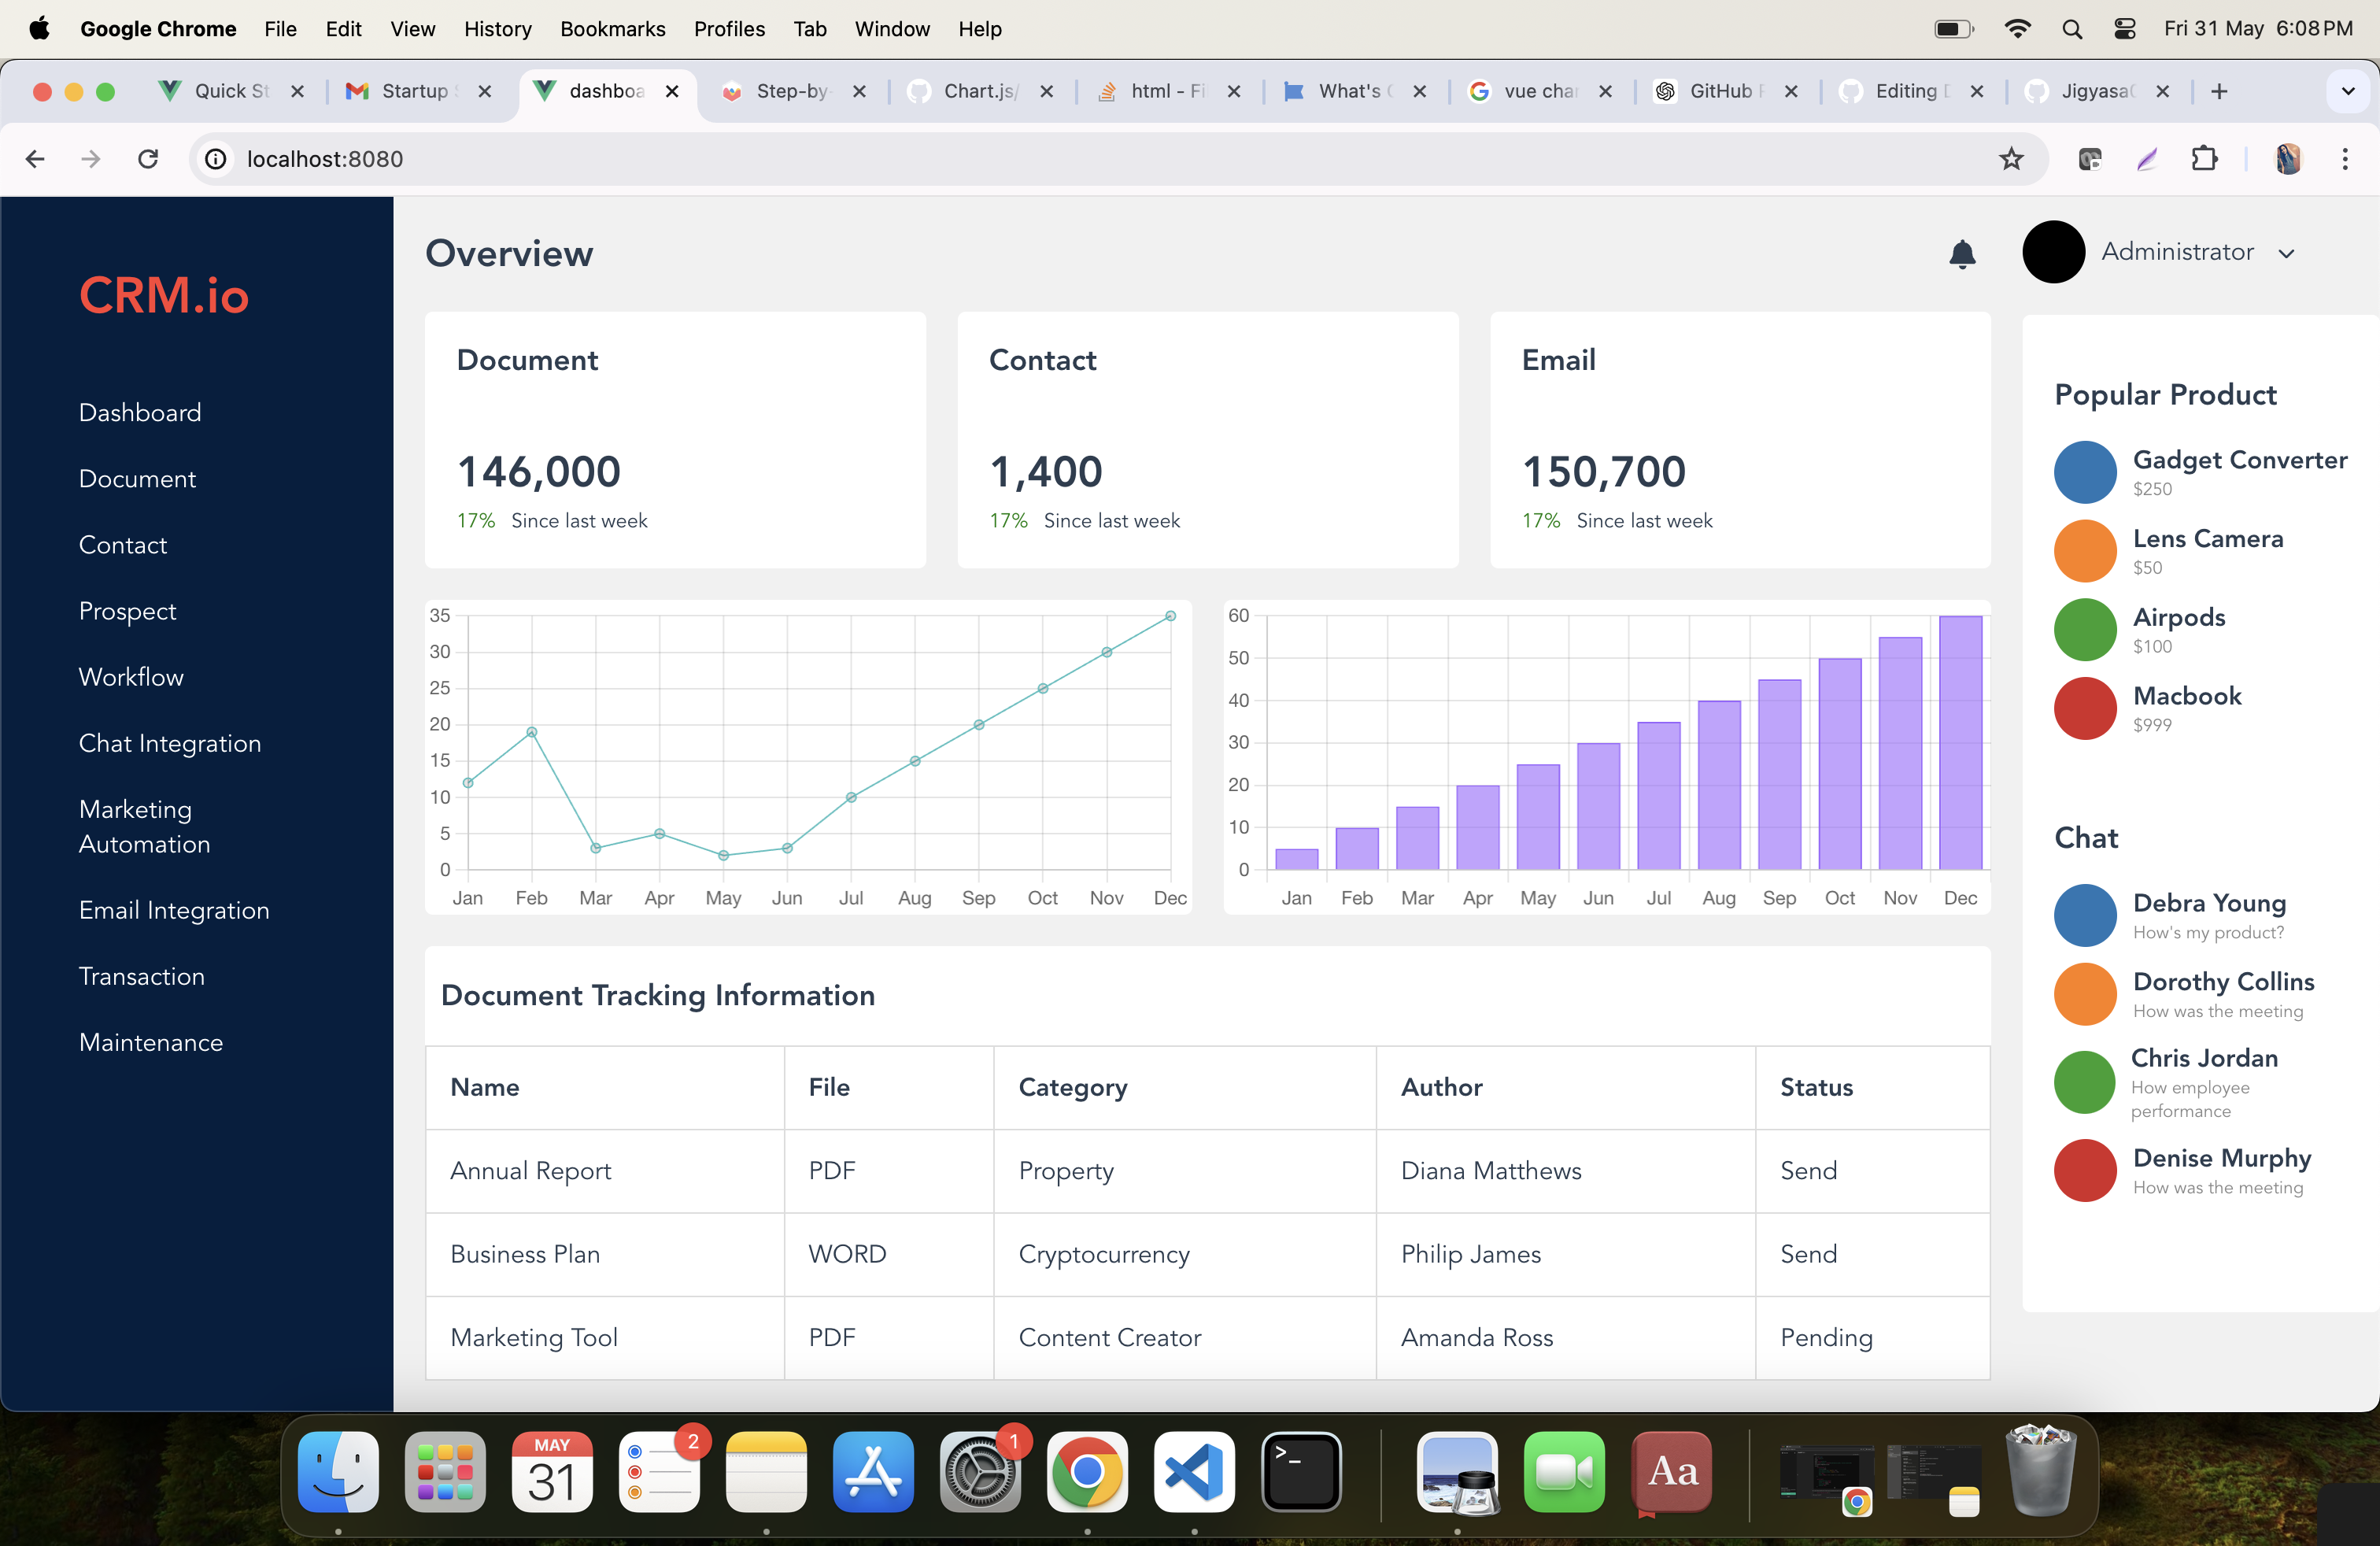 Google Chrome File Edit View History Bookmarks Profiles Tab Window Help Fri 31 May 6:08 PM
Quick St Startup dashboa Step-by- Chart.js/ html - Fi What's vue char GitHub Editing Jigyasa
localhost:8080
CRM.io
Dashboard
Document
Contact
Prospect
Workflow
Chat Integration
Marketing
Automation
Email Integration
Transaction
Maintenance
Overview
Administrator
Document
146,000
17% Since last week
Contact
1,400
17% Since last week
Email
150,700
17% Since last week
35
30
25
20
15
10
5
0
Jan Feb Mar Apr May Jun Jul Aug Sep Oct Nov Dec
60
50
40
30
20
10
0
Jan Feb Mar Apr May Jun Jul Aug Sep Oct Nov Dec
Document Tracking Information
Name File Category Author Status
Annual Report PDF Property Diana Matthews Send
Business Plan WORD Cryptocurrency Philip James Send
Marketing Tool PDF Content Creator Amanda Ross Pending
Popular Product
Gadget Converter
$250
Lens Camera
$50
Airpods
$100
Macbook
$999
Chat
Debra Young
How's my product?
Dorothy Collins
How was the meeting
Chris Jordan
How employee
performance
Denise Murphy
How was the meeting
MAY
31
2
1
>_
Aa